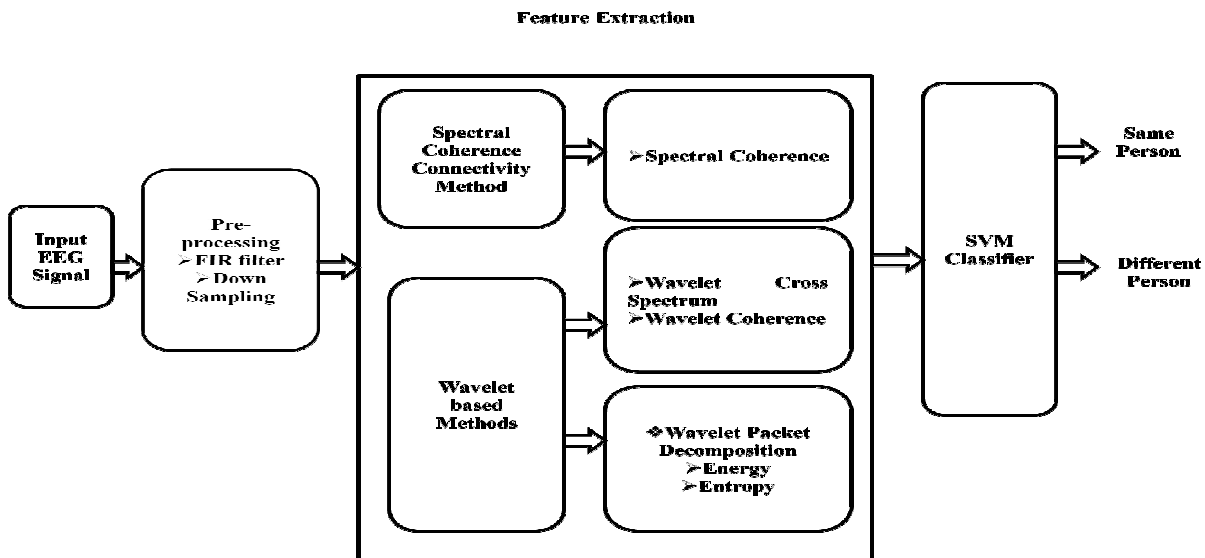 Feature Extraction
Input
EEG
Signal
Pre-
processing
➢FIR filter
➢Down
Sampling
Spectral
Coherence
Connectivity
Method
➢Spectral Coherence
Wavelet
based
Methods
➢Wavelet Cross
Spectrum
➢Wavelet Coherence
❖Wavelet Packet
Decomposition
➢Energy
➢Entropy
SVM
Classifier
Same
Person
Different
Person